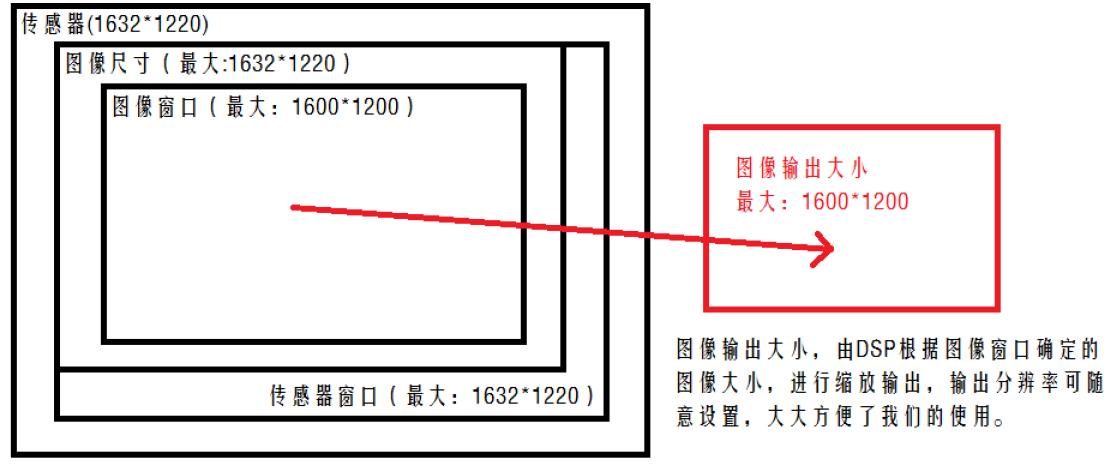 传感器(1632*1220)
图像尺寸（最大:1632*1220）
图像窗口（最大：1600*1200）
传感器窗口（最大：1632*1220）
图像输出大小
最大：1600*1200
图像输出大小，由DSP根据图像窗口确定的
图像大小，进行缩放输出，输出分辨率可随
意设置，大大方便了我们的使用。